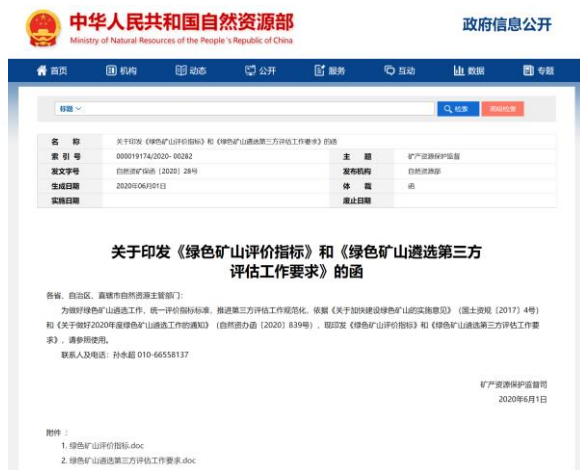 中华人民共和国自然资源部
Ministry of Natural Resources of the People's Republic of China
政府信息公开
首页 机构 动态 公开 服务 互动 数据 专题
标题 检索 高级检索
名 称 关于印发《绿色矿山评价指标》和《绿色矿山遴选第三方评估工作要求》的函
索 引 号 000019174/2020- 00282 主 题 矿产资源保护监督
发文字号 自然资矿保函〔2020〕28号 发布机构 自然资源部
生成日期 2020年06月01日 体 裁 函
实施日期 废止日期
关于印发《绿色矿山评价指标》和《绿色矿山遴选第三方
评估工作要求》的函
各省、自治区、直辖市自然资源主管部门：
为做好绿色矿山遴选工作，统一评价指标标准，推进第三方评估工作规范化，依据《关于加快建设绿色矿山的实施意见》（国土资规〔2017〕4号）
和《关于做好2020年度绿色矿山遴选工作的通知》（自然资办函〔2020〕839号），现印发《绿色矿山评价指标》和《绿色矿山遴选第三方评估工作要
求》，请参照使用。
联系人及电话：孙永超 010-66558137
矿产资源保护监督司
2020年6月1日
附件：
1. 绿色矿山评价指标.doc
2. 绿色矿山遴选第三方评估工作要求.doc